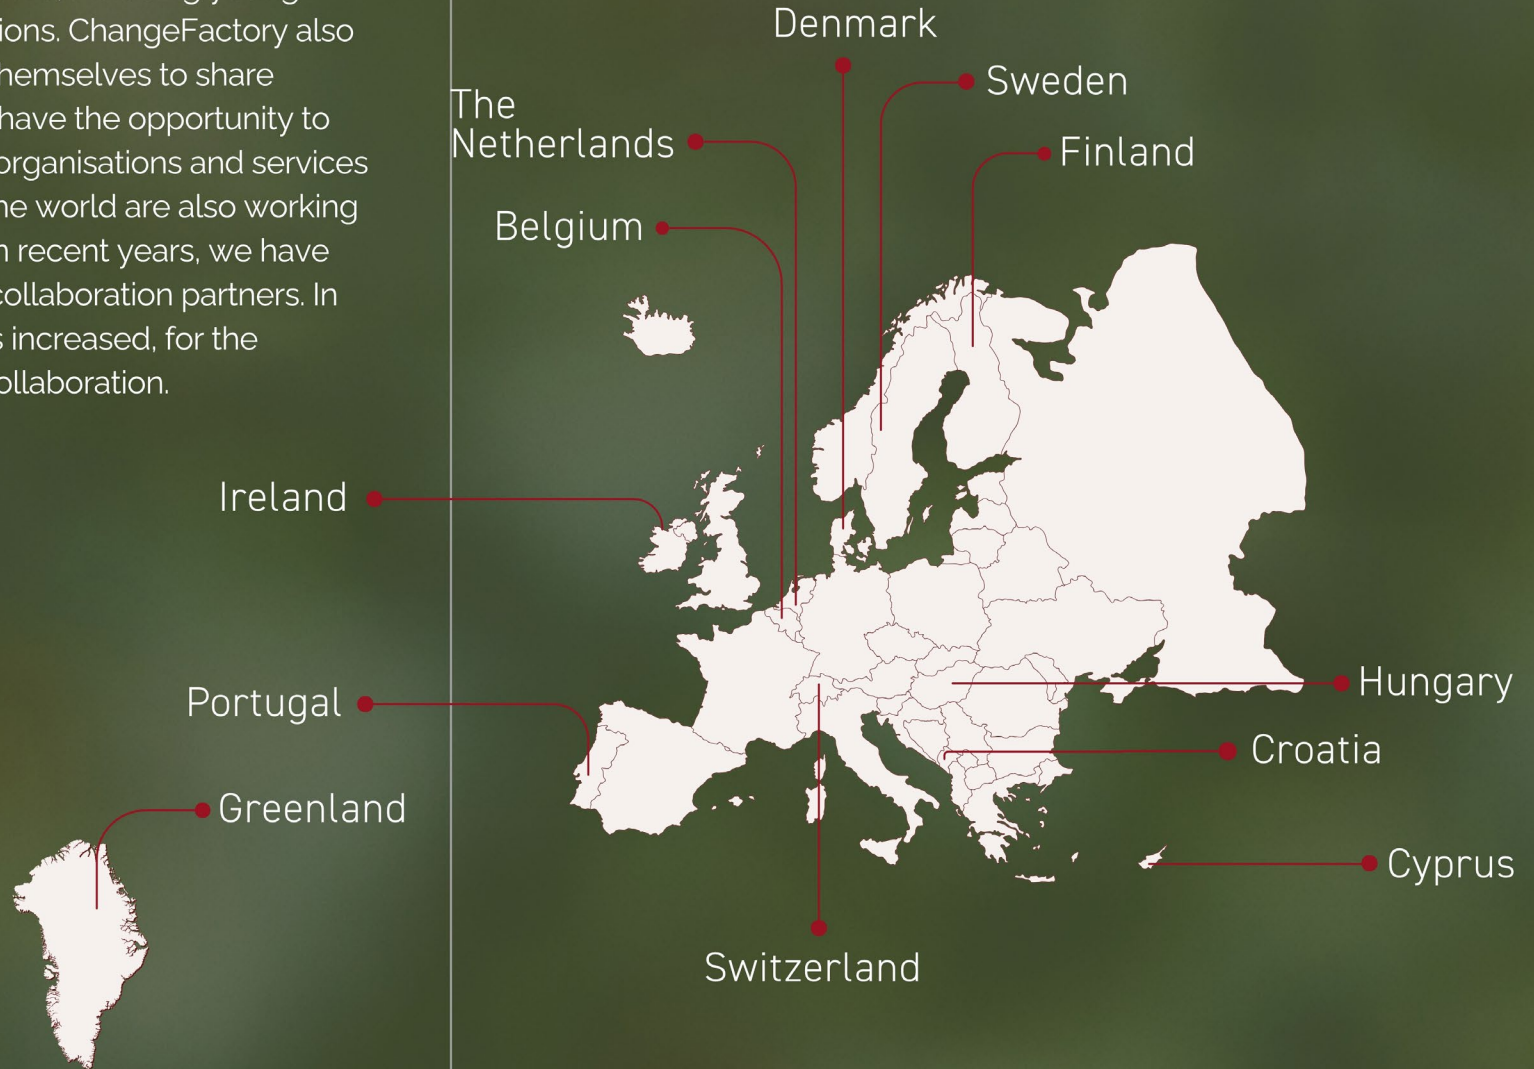 ions. ChangeFactory also
hemselves to share
have the opportunity to
organisations and services
he world are also working
n recent years, we have
collaboration partners. In
s increased, for the
ollaboration.
Denmark
Sweden
The
Netherlands
Finland
Belgium
Ireland
Portugal
Hungary
Croatia
Greenland
Cyprus
Switzerland